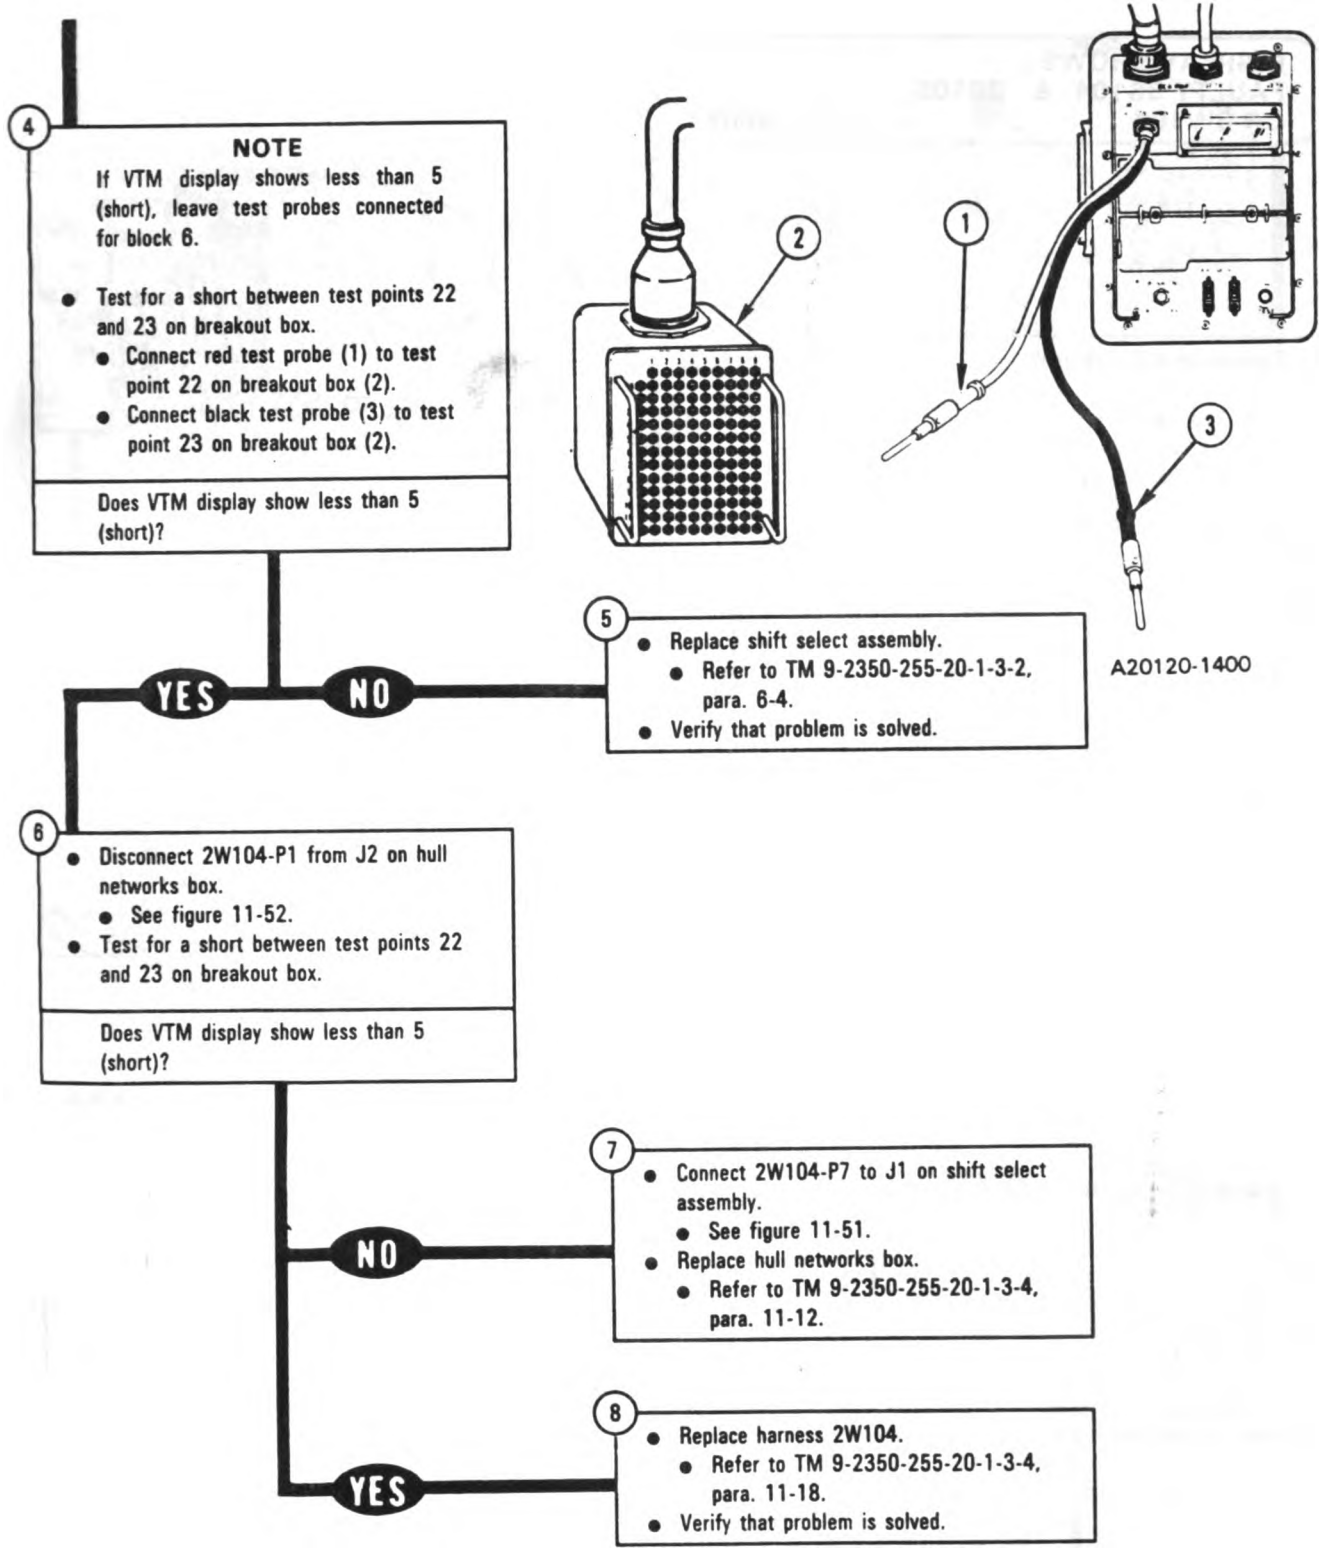 4
NOTE
If VTM display shows less than 5
(short), leave test probes connected
for block 6.
● Test for a short between test points 22
and 23 on breakout box.
● Connect red test probe (1) to test
point 22 on breakout box (2).
● Connect black test probe (3) to test
point 23 on breakout box (2).
Does VTM display show less than 5
(short)?
2
1
3
A20120-1400
YES
NO
5
● Replace shift select assembly.
● Refer to TM 9-2350-255-20-1-3-2,
para. 6-4.
● Verify that problem is solved.
6
● Disconnect 2W104-P1 from J2 on hull
networks box.
● See figure 11-52.
● Test for a short between test points 22
and 23 on breakout box.
Does VTM display show less than 5
(short)?
NO
7
● Connect 2W104-P7 to J1 on shift select
assembly.
● See figure 11-51.
● Replace hull networks box.
● Refer to TM 9-2350-255-20-1-3-4,
para. 11-12.
YES
8
● Replace harness 2W104.
● Refer to TM 9-2350-255-20-1-3-4,
para. 11-18.
● Verify that problem is solved.